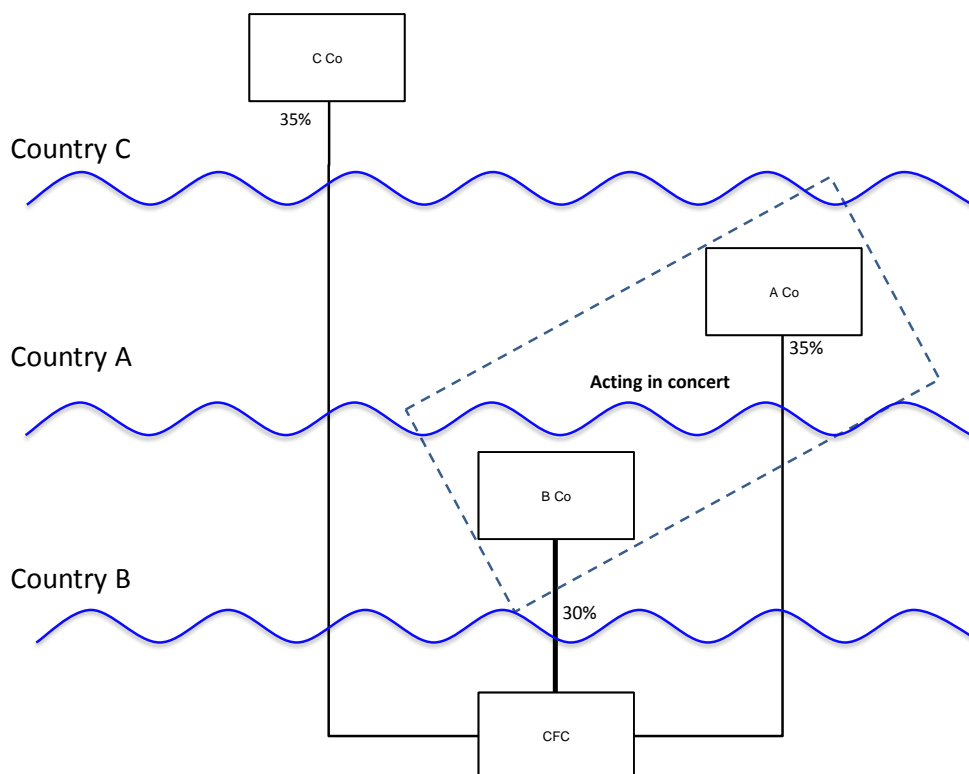 C Co
35%
Country C
A Co
35%
Country A
Acting in concert
B Co
Country B
30%
CFC